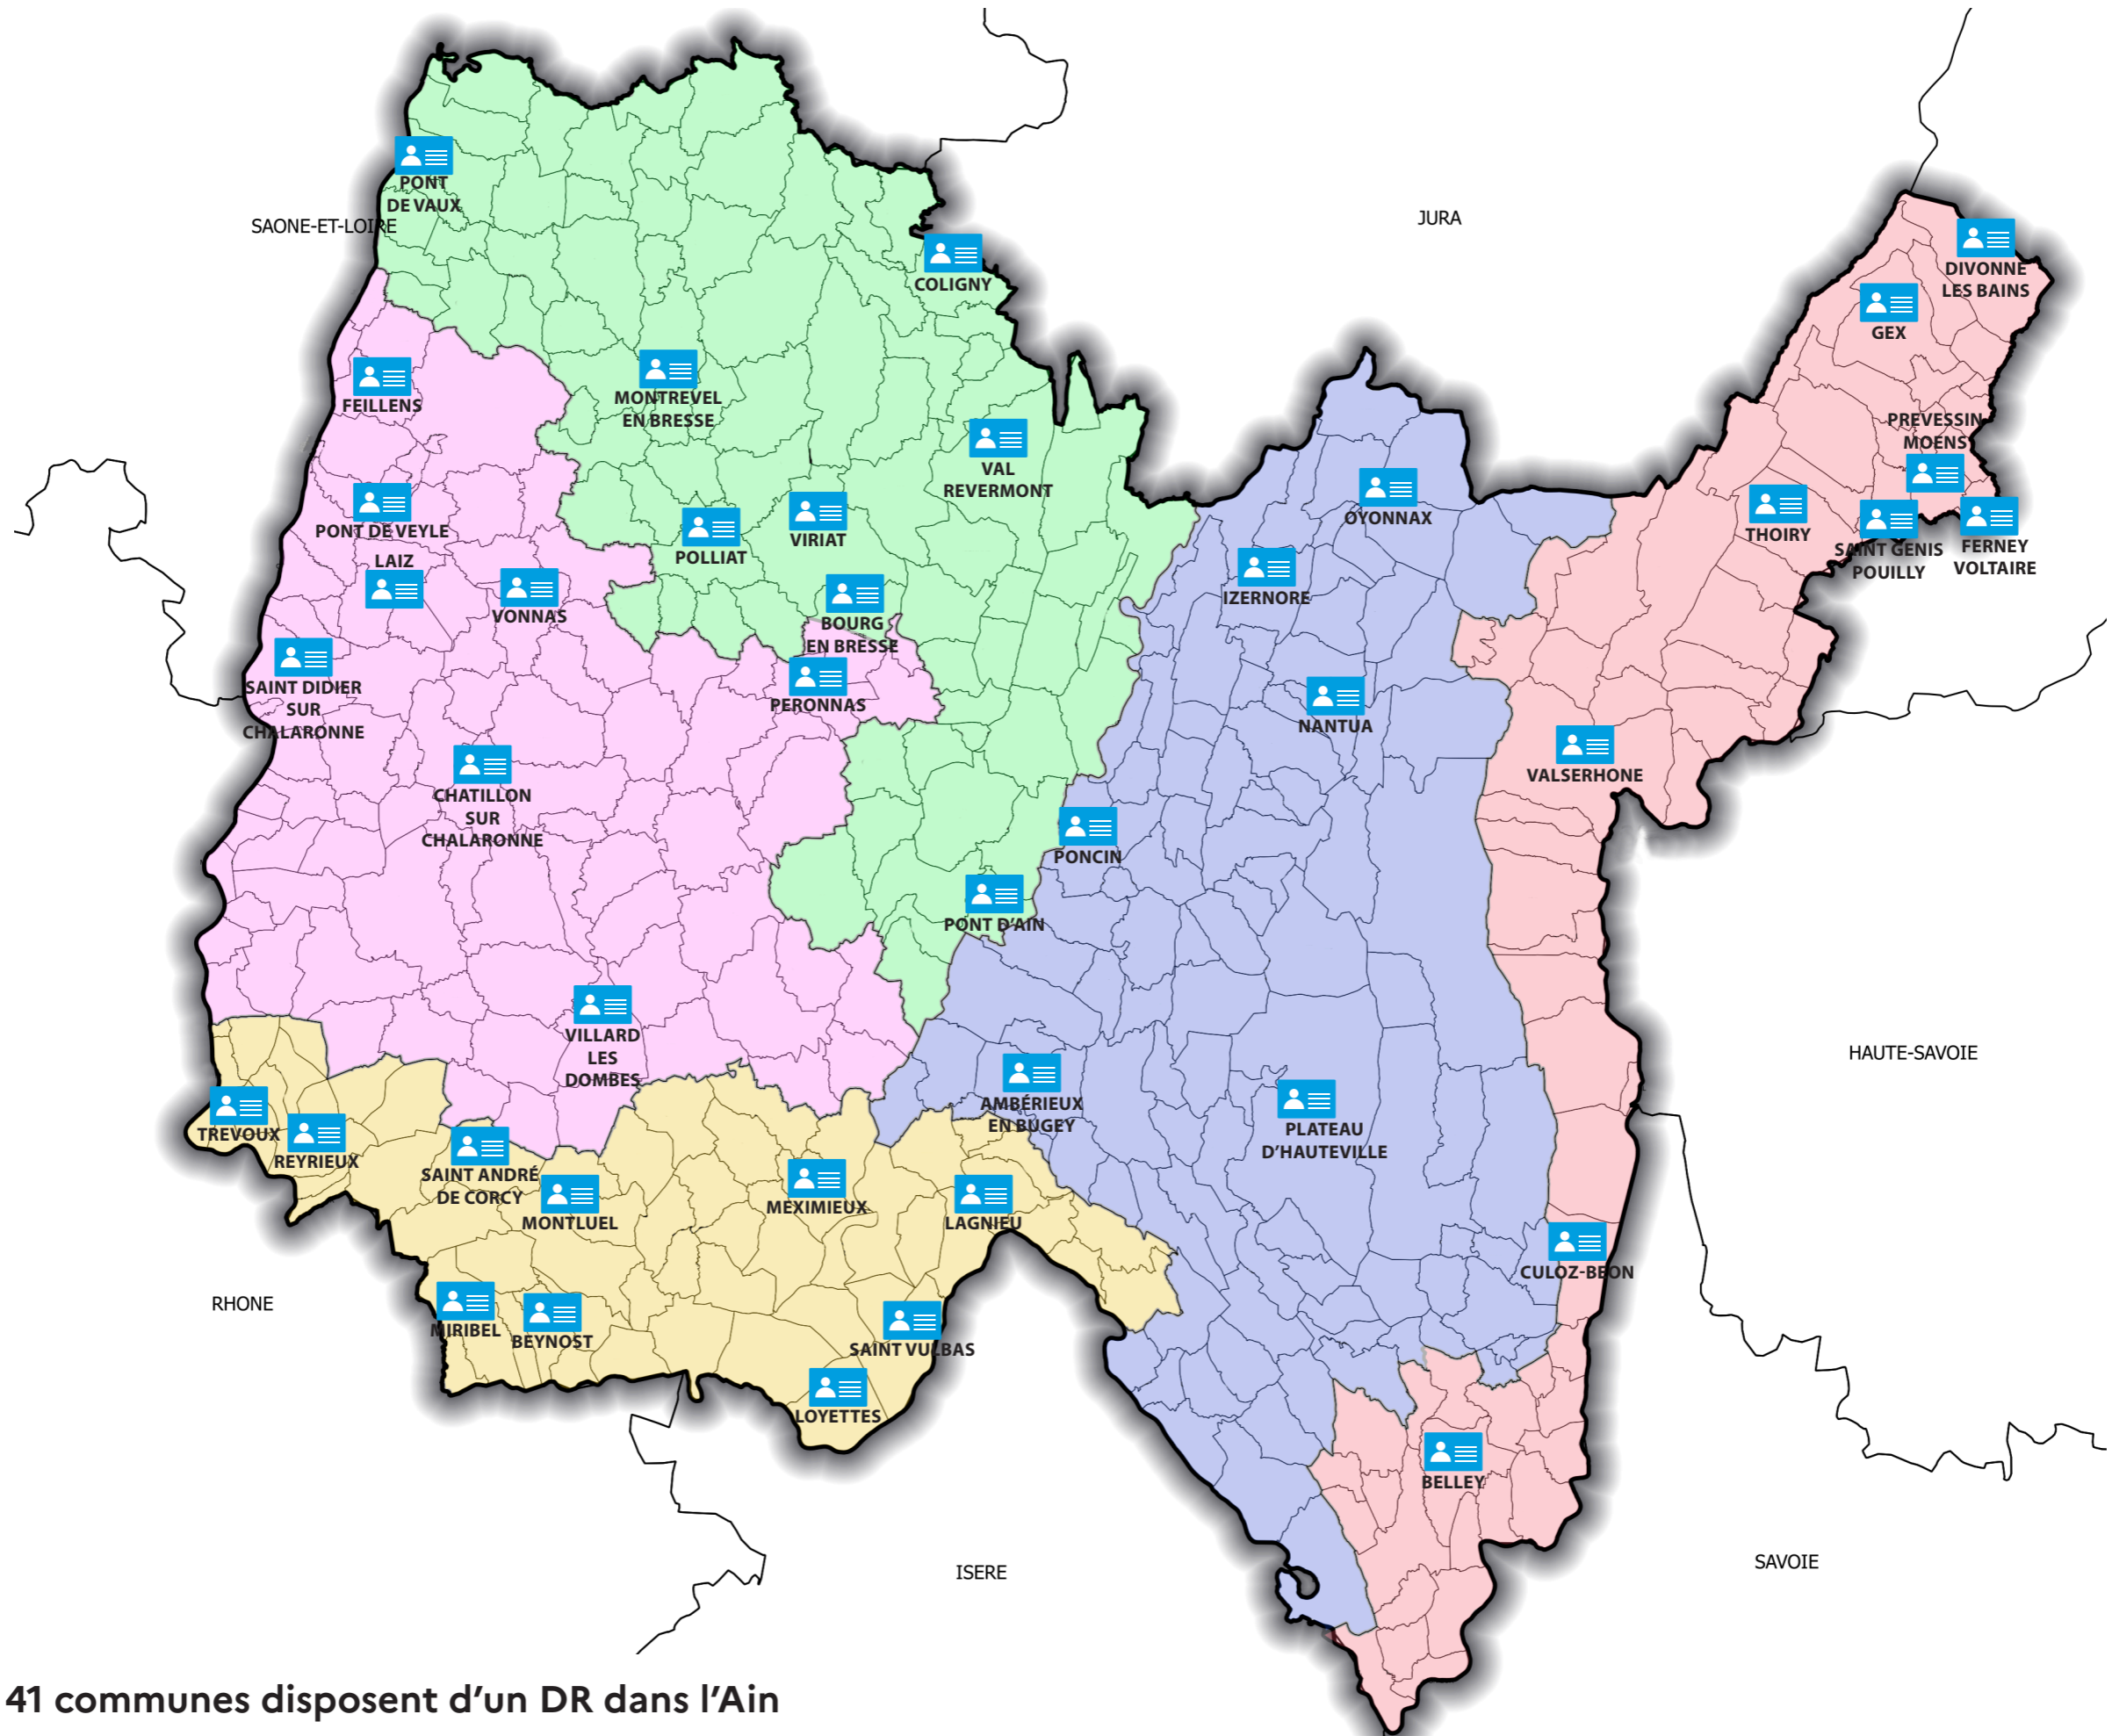 PONT
DE VAUX
SAONE-ET-LOIRE
JURA
COLIGNY
DIVONNE
LES BAINS
GEX
FEILLENS
MONTREVEL
EN BRESSE
PREVESSIN
MOENS
VAL
REVERMONT
OYONNAX
PONT DE VEYLE
POLLIAT
VIRIAT
THOIRY
SAINT GENIS
POUILLY
FERNEY
VOLTAIRE
LAIZ
VONNAS
IZERNORE
BOURG
EN BRESSE
SAINT DIDIER
SUR
CHALARONNE
PERONNAS
NANTUA
VALSERHONE
CHATILLON
SUR
CHALARONNE
PONCIN
PONT D'AIN
VILLARD
LES
DOMBES
HAUTE-SAVOIE
AMBÉRIEUX
EN BUGEY
PLATEAU
D'HAUTEVILLE
TREVOUX
REYRIEUX
SAINT ANDRÉ
DE CORCY
MONTLUEL
MEXIMIEUX
LAGNIEU
CULOZ-BEON
RHONE
MIRIBEL
BEYNOST
SAINT VULBAS
LOYETTES
BELLEY
ISERE
SAVOIE
41 communes disposent d'un DR dans l'Ain